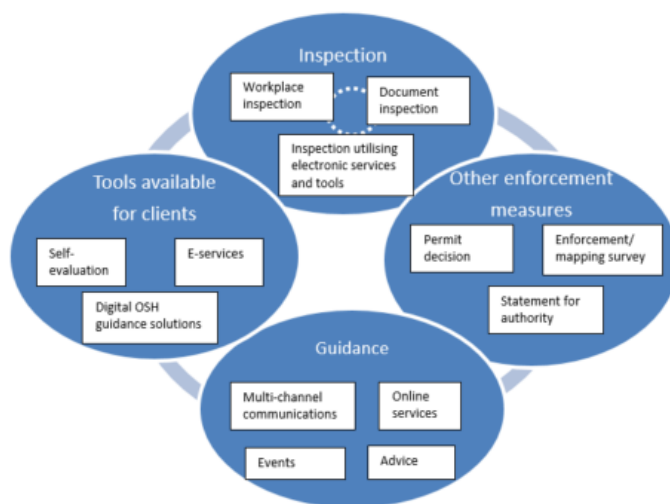 Inspection
Workplace
inspection
Document
inspection
Inspection utilising
electronic services
and tools
Tools available
for clients
Self-
evaluation
E-services
Digital OSH
guidance solutions
Other enforcement
measures
Permit
decision
Enforcement/
mapping survey
Statement for
authority
Guidance
Multi-channel
communications
Online
services
Events
Advice